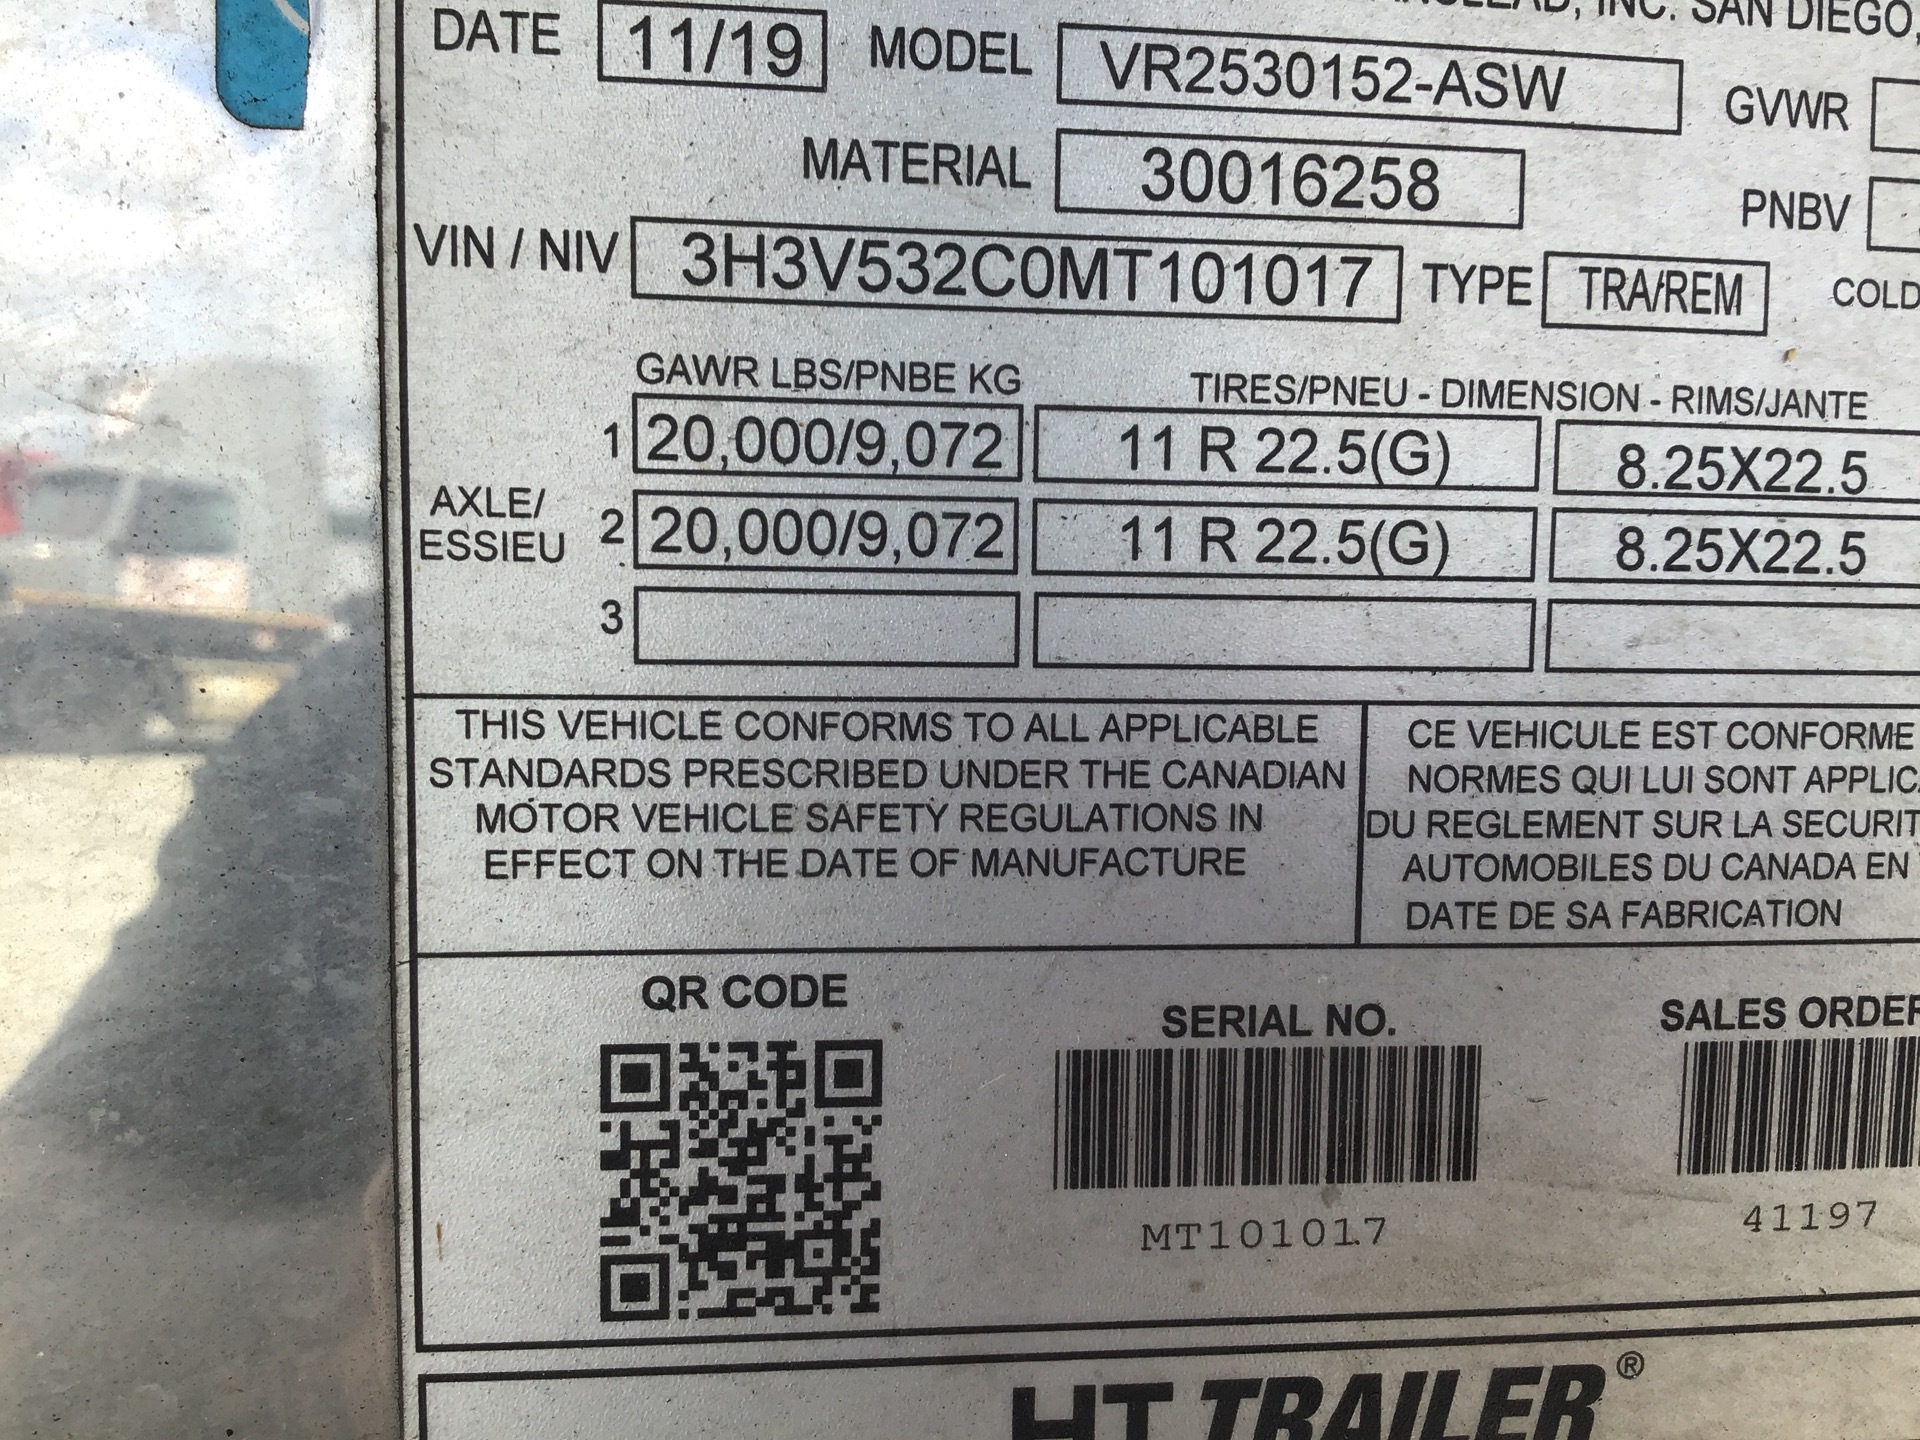 INC. SAN DIEGO,
DATE 11/19 MODEL VR2530152-ASW GVWR
MATERIAL 30016258 PNBV
VIN / NIV 3H3V532C0MT101017 TYPE TRA/REM COLD
GAWR LBS/PNBE KG TIRES/PNEU - DIMENSION - RIMS/JANTE
1 20,000/9,072 11 R 22.5(G) 8.25X22.5
AXLE/
ESSIEU 2 20,000/9,072 11 R 22.5(G) 8.25X22.5
3
THIS VEHICLE CONFORMS TO ALL APPLICABLE
STANDARDS PRESCRIBED UNDER THE CANADIAN
MOTOR VEHICLE SAFETY REGULATIONS IN
EFFECT ON THE DATE OF MANUFACTURE
CE VEHICULE EST CONFORME
NORMES QUI LUI SONT APPLIC
DU REGLEMENT SUR LA SECURIT
AUTOMOBILES DU CANADA EN
DATE DE SA FABRICATION
QR CODE
SERIAL NO.
MT101017
SALES ORDER
41197
HT TRAILER®